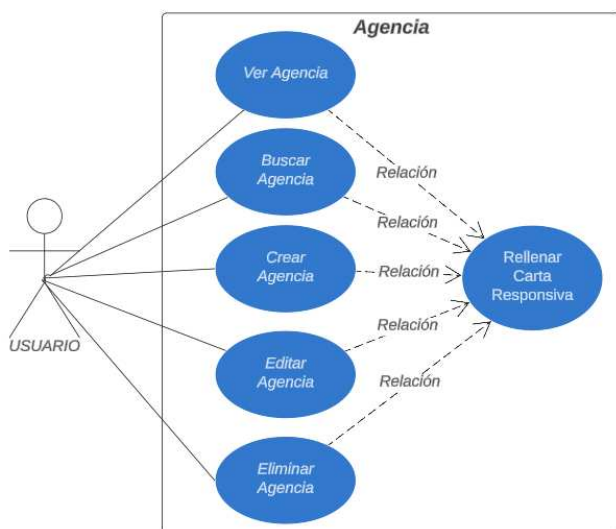 Agencia
Ver Agencia
Buscar
Agencia
Relación
Relación
Crear
Agencia
Relación
Rellenar
Carta
Responsiva
USUARIO
Relación
Editar
Agencia
Relación
Eliminar
Agencia